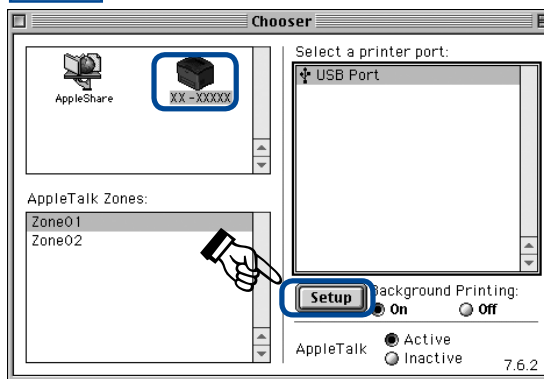 Chooser
AppleShare
XX-XXXXX
AppleTalk Zones:
Zone01
Zone02
Select a printer port:
USB Port
Setup
Background Printing:
On Off
AppleTalk
Active
Inactive
7.6.2